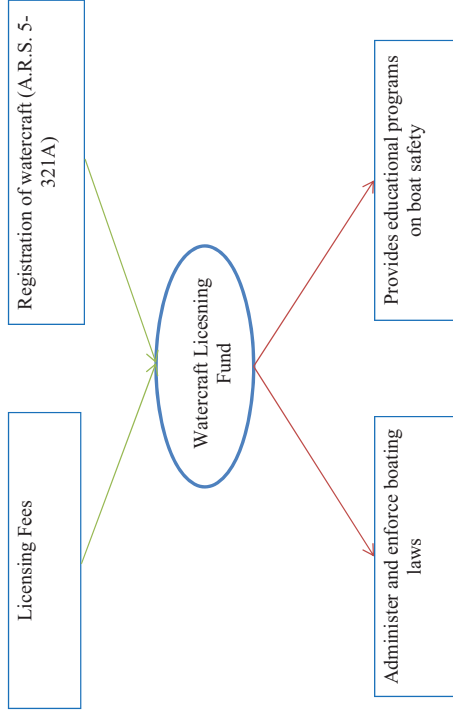 Licensing Fees
Registration of watercraft (A.R.S. 5-
321A)
Watercraft Licesning
Fund
Administer and enforce boating
laws
Provides educational programs
on boat safety